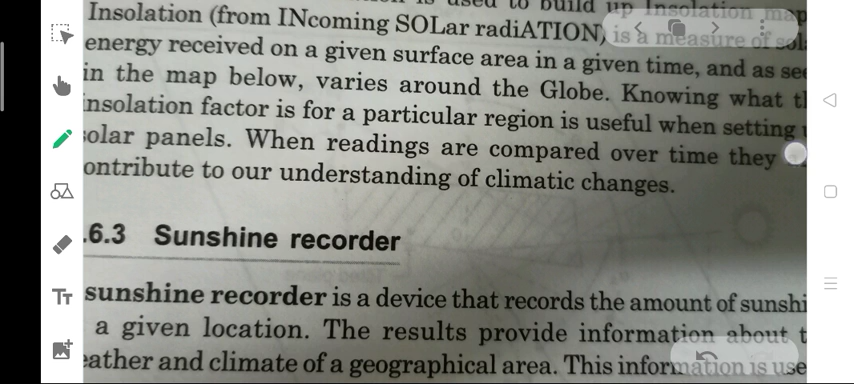 used to build up Insolation map
Insolation (from INcoming SOLar radiATION) is a measure of sol
energy received on a given surface area in a given time, and as see
in the map below, varies around the Globe. Knowing what th
insolation factor is for a particular region is useful when setting
solar panels. When readings are compared over time they
ontribute to our understanding of climatic changes.
.6.3 Sunshine recorder
sunshine recorder is a device that records the amount of sunshi
a given location. The results provide information about t
eather and climate of a geographical area. This information is use
Tт